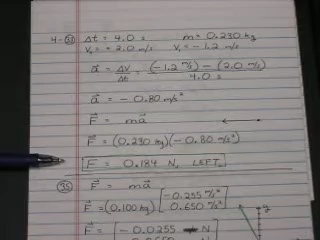 4-31 Δt = 4.0 s m = 0.230 kg
V₁ = +2.0 m/s V₂ = -1.2 m/s
a⃗ = ΔV/Δt = (-1.2 m/s) - (2.0 m/s) / 4.0 s
a⃗ = -0.80 m/s²
F⃗ = ma⃗
F⃗ = (0.230 kg)(-0.80 m/s²)
F = 0.184 N, LEFT
35 F⃗ = ma⃗
F⃗ = (0.100 kg) [-0.255 m/s² 0.650 m/s²]
F⃗ = [-0.0255 N